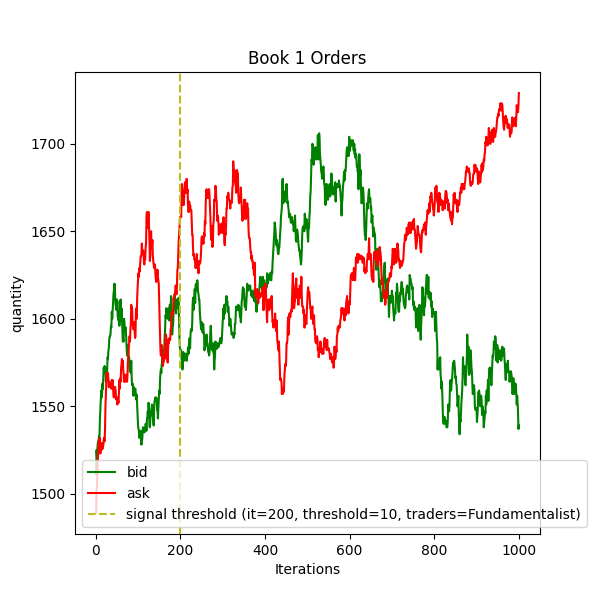 Book 1 Orders
quantity
1700
1650
1600
1550
1500
bid
ask
signal threshold (it=200, threshold=10, traders=Fundamentalist)
0 200 400 600 800 1000
Iterations